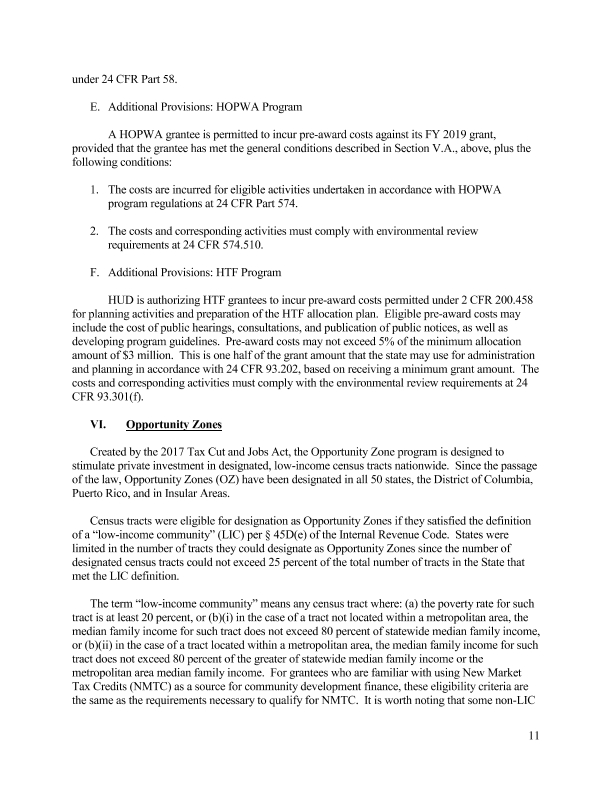 under 24 CFR Part 58.
E. Additional Provisions: HOPWA Program
A HOPWA grantee is permitted to incur pre-award costs against its FY 2019 grant,
provided that the grantee has met the general conditions described in Section V.A., above, plus the
following conditions:
1. The costs are incurred for eligible activities undertaken in accordance with HOPWA
program regulations at 24 CFR Part 574.
2. The costs and corresponding activities must comply with environmental review
requirements at 24 CFR 574.510.
F. Additional Provisions: HTF Program
HUD is authorizing HTF grantees to incur pre-award costs permitted under 2 CFR 200.458
for planning activities and preparation of the HTF allocation plan. Eligible pre-award costs may
include the cost of public hearings, consultations, and publication of public notices, as well as
developing program guidelines. Pre-award costs may not exceed 5% of the minimum allocation
amount of $3 million. This is one half of the grant amount that the state may use for administration
and planning in accordance with 24 CFR 93.202, based on receiving a minimum grant amount. The
costs and corresponding activities must comply with the environmental review requirements at 24
CFR 93.301(f).
VI. Opportunity Zones
Created by the 2017 Tax Cut and Jobs Act, the Opportunity Zone program is designed to
stimulate private investment in designated, low-income census tracts nationwide. Since the passage
of the law, Opportunity Zones (OZ) have been designated in all 50 states, the District of Columbia,
Puerto Rico, and in Insular Areas.
Census tracts were eligible for designation as Opportunity Zones if they satisfied the definition
of a “low-income community” (LIC) per § 45D(e) of the Internal Revenue Code. States were
limited in the number of tracts they could designate as Opportunity Zones since the number of
designated census tracts could not exceed 25 percent of the total number of tracts in the State that
met the LIC definition.
The term “low-income community” means any census tract where: (a) the poverty rate for such
tract is at least 20 percent, or (b)(i) in the case of a tract not located within a metropolitan area, the
median family income for such tract does not exceed 80 percent of statewide median family income,
or (b)(ii) in the case of a tract located within a metropolitan area, the median family income for such
tract does not exceed 80 percent of the greater of statewide median family income or the
metropolitan area median family income. For grantees who are familiar with using New Market
Tax Credits (NMTC) as a source for community development finance, these eligibility criteria are
the same as the requirements necessary to qualify for NMTC. It is worth noting that some non-LIC
11